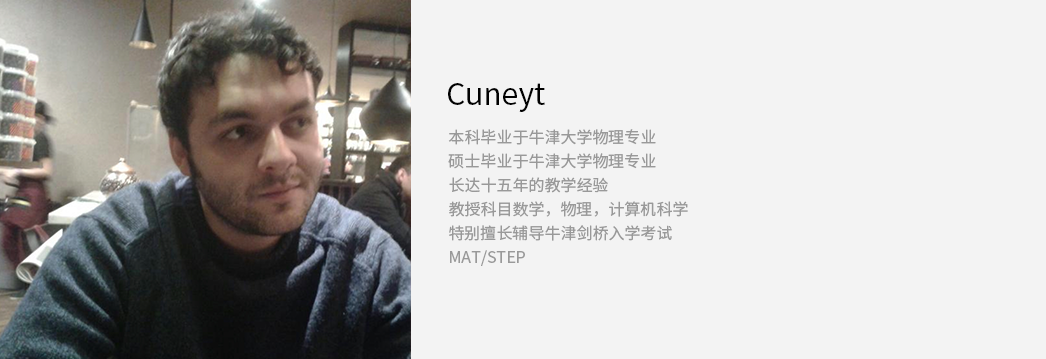 Cuneyt
本科毕业于牛津大学物理专业
硕士毕业于牛津大学物理专业
长达十五年的教学经验
教授科目数学，物理，计算机科学
特别擅长辅导牛津剑桥入学考试
MAT/STEP